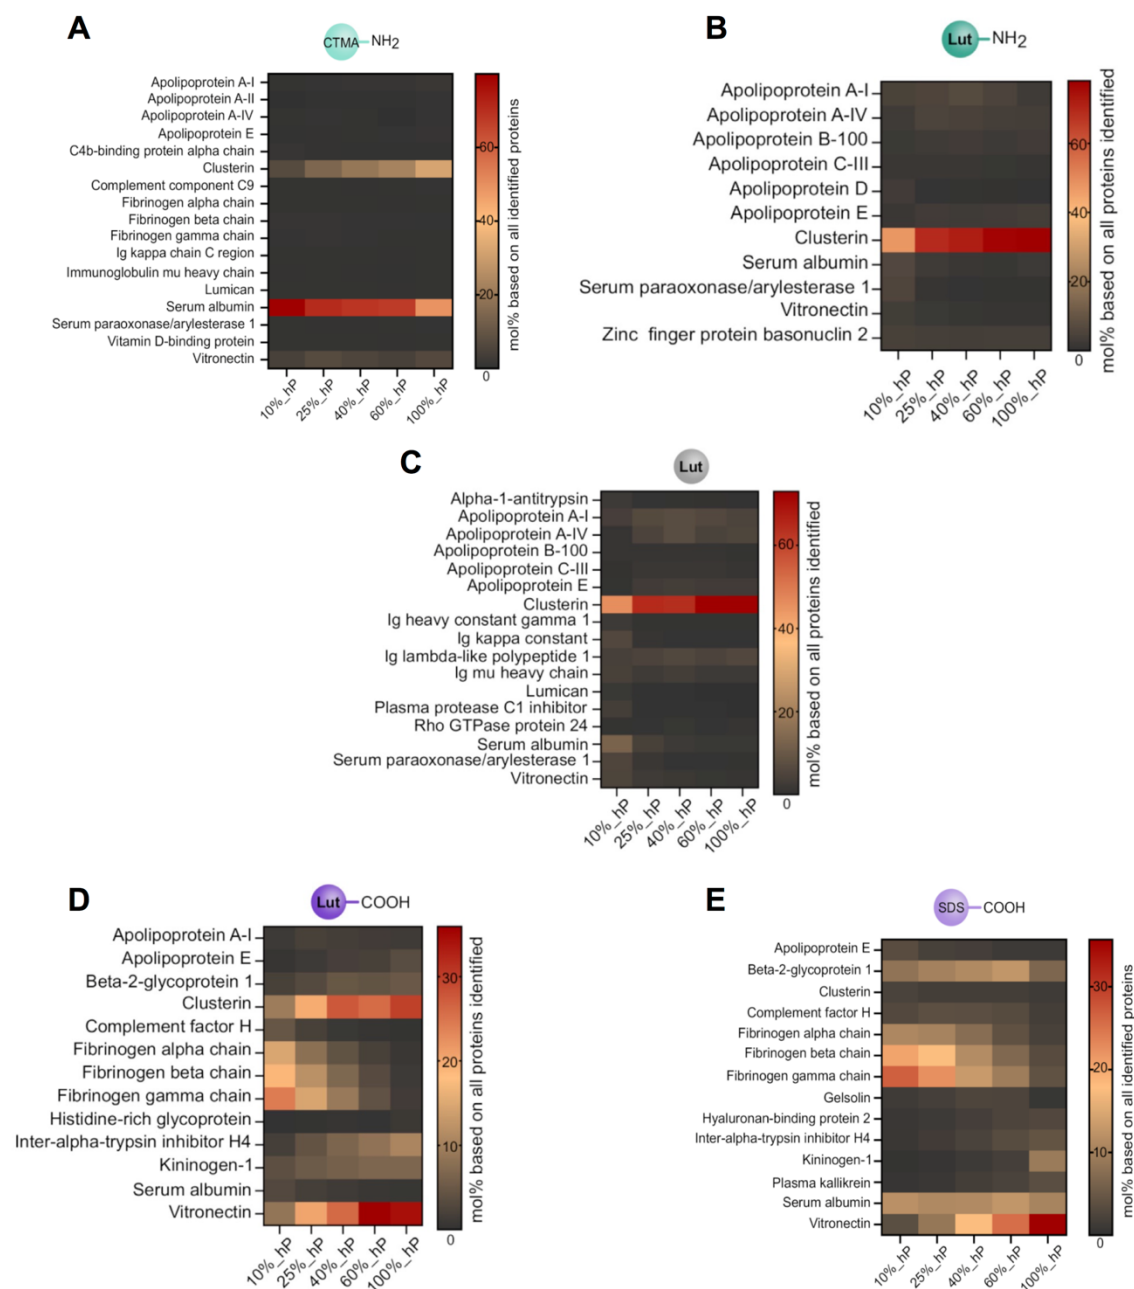 A
CTMA NH2
Apolipoprotein A-I
Apolipoprotein A-II
Apolipoprotein A-IV
Apolipoprotein E
C4b-binding protein alpha chain
Clusterin
Complement component C9
Fibrinogen alpha chain
Fibrinogen beta chain
Fibrinogen gamma chain
Ig kappa chain C region
Immunoglobulin mu heavy chain
Lumican
Serum albumin
Serum paraoxonase/arylesterase 1
Vitamin D-binding protein
Vitronectin
10%_hP 25%_hP 40%_hP 60%_hP 100%_hP
60
40
20
0
mol% based on all identified proteins
B
Lut NH2
Apolipoprotein A-I
Apolipoprotein A-IV
Apolipoprotein B-100
Apolipoprotein C-III
Apolipoprotein D
Apolipoprotein E
Clusterin
Serum albumin
Serum paraoxonase/arylesterase 1
Vitronectin
Zinc finger protein basonuclin 2
10%_hP 25%_hP 40%_hP 60%_hP 100%_hP
60
40
20
0
mol% based on all proteins identified
C
Lut
Alpha-1-antitrypsin
Apolipoprotein A-I
Apolipoprotein A-IV
Apolipoprotein B-100
Apolipoprotein C-III
Apolipoprotein E
Clusterin
Ig heavy constant gamma 1
Ig kappa constant
Ig lambda-like polypeptide 1
Ig mu heavy chain
Lumican
Plasma protease C1 inhibitor
Rho GTPase protein 24
Serum albumin
Serum paraoxonase/arylesterase 1
Vitronectin
10%_hP 25%_hP 40%_hP 60%_hP 100%_hP
60
40
20
0
mol% based on all proteins identified
D
Lut COOH
Apolipoprotein A-I
Apolipoprotein E
Beta-2-glycoprotein 1
Clusterin
Complement factor H
Fibrinogen alpha chain
Fibrinogen beta chain
Fibrinogen gamma chain
Histidine-rich glycoprotein
Inter-alpha-trypsin inhibitor H4
Kininogen-1
Serum albumin
Vitronectin
10%_hP 25%_hP 40%_hP 60%_hP 100%_hP
30
20
10
0
mol% based on all proteins identified
E
SDS COOH
Apolipoprotein E
Beta-2-glycoprotein 1
Clusterin
Complement factor H
Fibrinogen alpha chain
Fibrinogen beta chain
Fibrinogen gamma chain
Gelsolin
Hyaluronan-binding protein 2
Inter-alpha-trypsin inhibitor H4
Kininogen-1
Plasma kallikrein
Serum albumin
Vitronectin
10%_hP 25%_hP 40%_hP 60%_hP 100%_hP
30
20
10
0
mol% based on all identified proteins